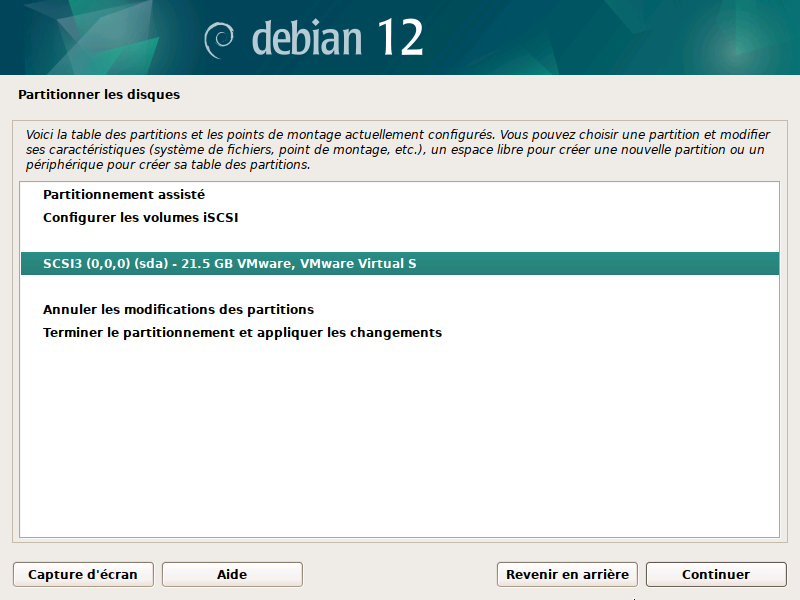 debian 12
Partitionner les disques
Voici la table des partitions et les points de montage actuellement configurés. Vous pouvez choisir une partition et modifier
ses caractéristiques (système de fichiers, point de montage, etc.), un espace libre pour créer une nouvelle partition ou un
périphérique pour créer sa table des partitions.
Partitionnement assisté
Configurer les volumes iSCSI
SCSI3 (0,0,0) (sda) - 21.5 GB VMware, VMware Virtual S
Annuler les modifications des partitions
Terminer le partitionnement et appliquer les changements
Capture d'écran
Aide
Revenir en arrière
Continuer